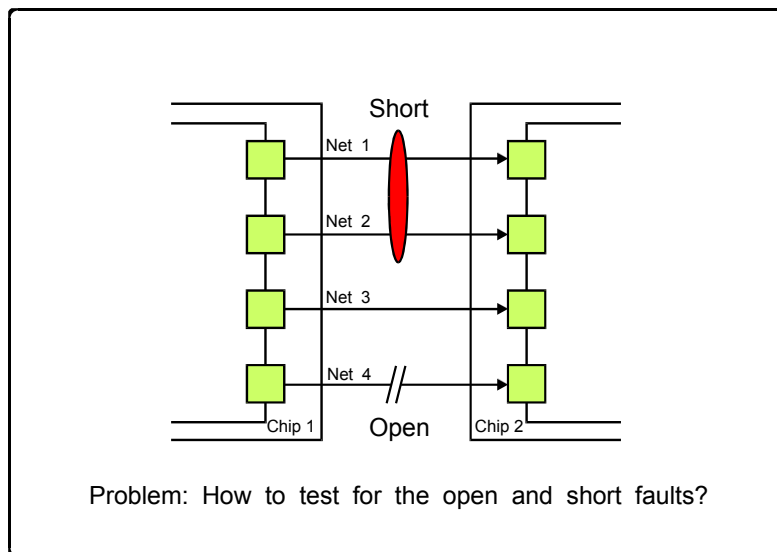 Short
Net 1
Net 2
Net 3
Net 4
Chip 1
Open
Chip 2
Problem: How to test for the open and short faults?